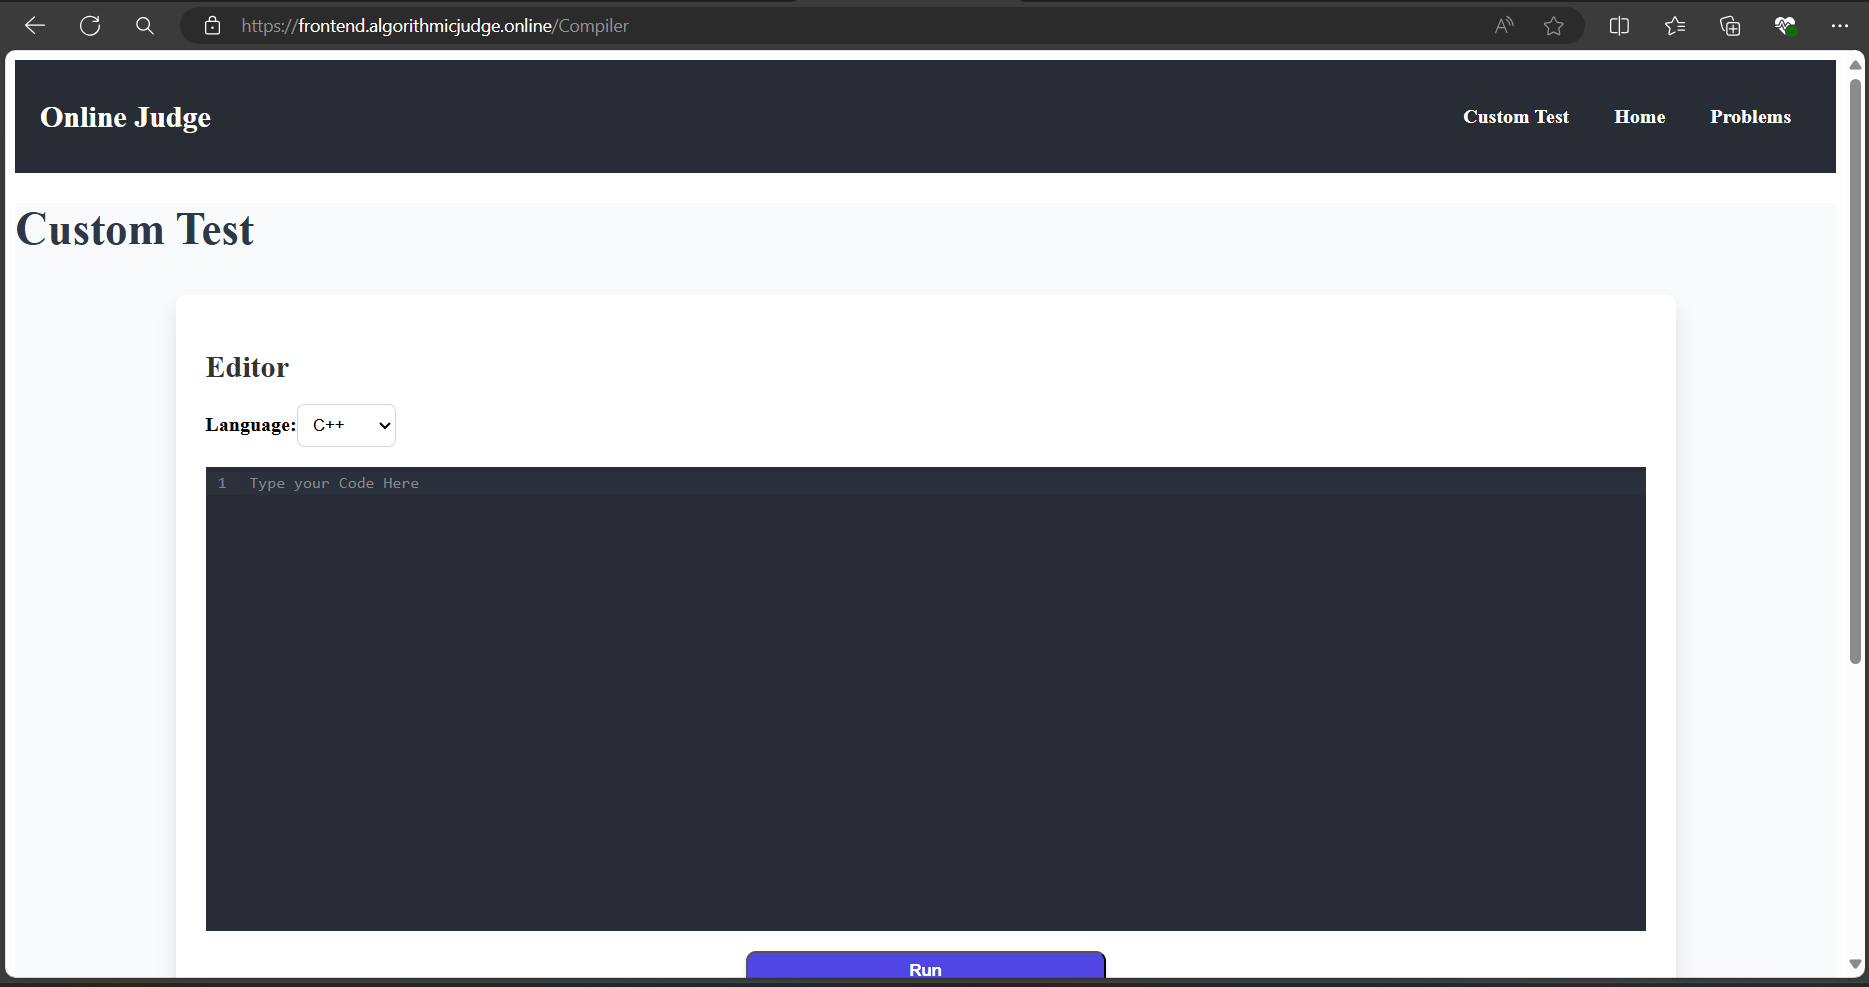 https://frontend.algorithmicjudge.online/Compiler
Online Judge
Custom Test Home Problems
Custom Test
Editor
Language: C++
1 Type your Code Here
Run